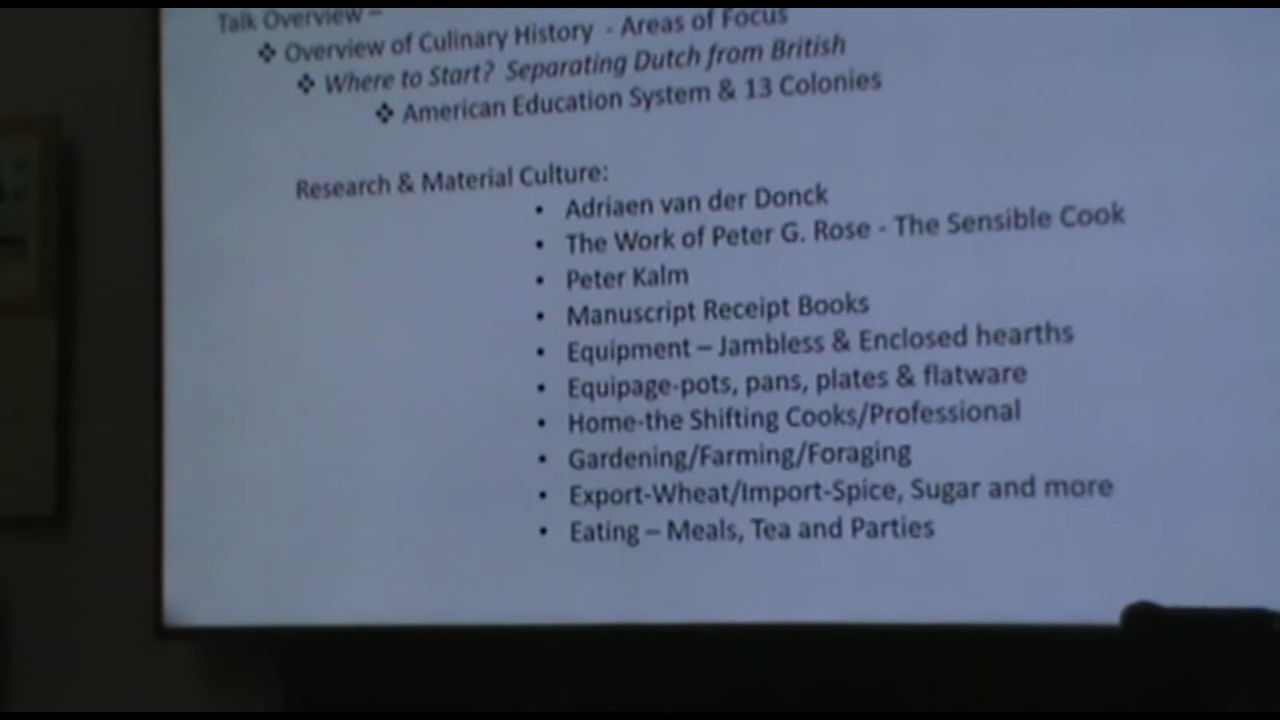 Talk Overview –
❖ Overview of Culinary History - Areas of Focus
❖ Where to Start? Separating Dutch from British
❖ American Education System & 13 Colonies
Research & Material Culture:
• Adriaen van der Donck
• The Work of Peter G. Rose - The Sensible Cook
• Peter Kalm
• Manuscript Receipt Books
• Equipment – Jambless & Enclosed hearths
• Equipage-pots, pans, plates & flatware
• Home-the Shifting Cooks/Professional
• Gardening/Farming/Foraging
• Export-Wheat/Import-Spice, Sugar and more
• Eating – Meals, Tea and Parties